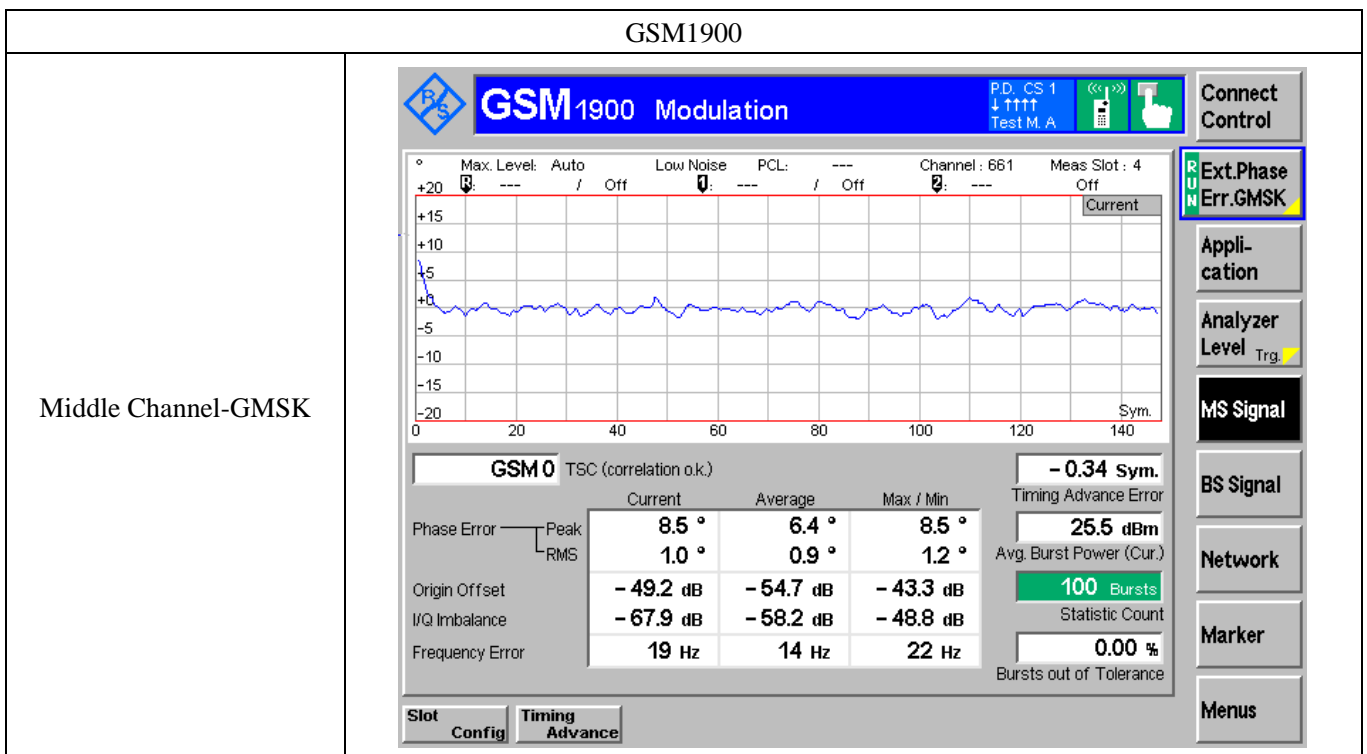 GSM1900
Middle Channel-GMSK
R&S
GSM 1900 Modulation
P.D. CS 1
↓ ↑↑↑↑
Test M. A
Connect Control
° Max. Level: Auto Low Noise PCL: --- Channel : 661 Meas Slot : 4
R: --- / Off 1: --- / Off 2: --- Off
Current
+20
+15
+10
+5
+0
-5
-10
-15
-20
Sym.
0 20 40 60 80 100 120 140
RUN
Ext.Phase
Err.GMSK
Appli-
cation
Analyzer
Level Trg.
MS Signal
BS Signal
Network
Marker
Menus
GSM 0 TSC (correlation o.k.)
Current Average Max / Min
Phase Error Peak 8.5 ° 6.4 ° 8.5 °
RMS 1.0 ° 0.9 ° 1.2 °
Origin Offset – 49.2 dB – 54.7 dB – 43.3 dB
I/Q Imbalance – 67.9 dB – 58.2 dB – 48.8 dB
Frequency Error 19 Hz 14 Hz 22 Hz
– 0.34 Sym.
Timing Advance Error
25.5 dBm
Avg. Burst Power (Cur.)
100 Bursts
Statistic Count
0.00 %
Bursts out of Tolerance
Slot
Config
Timing
Advance